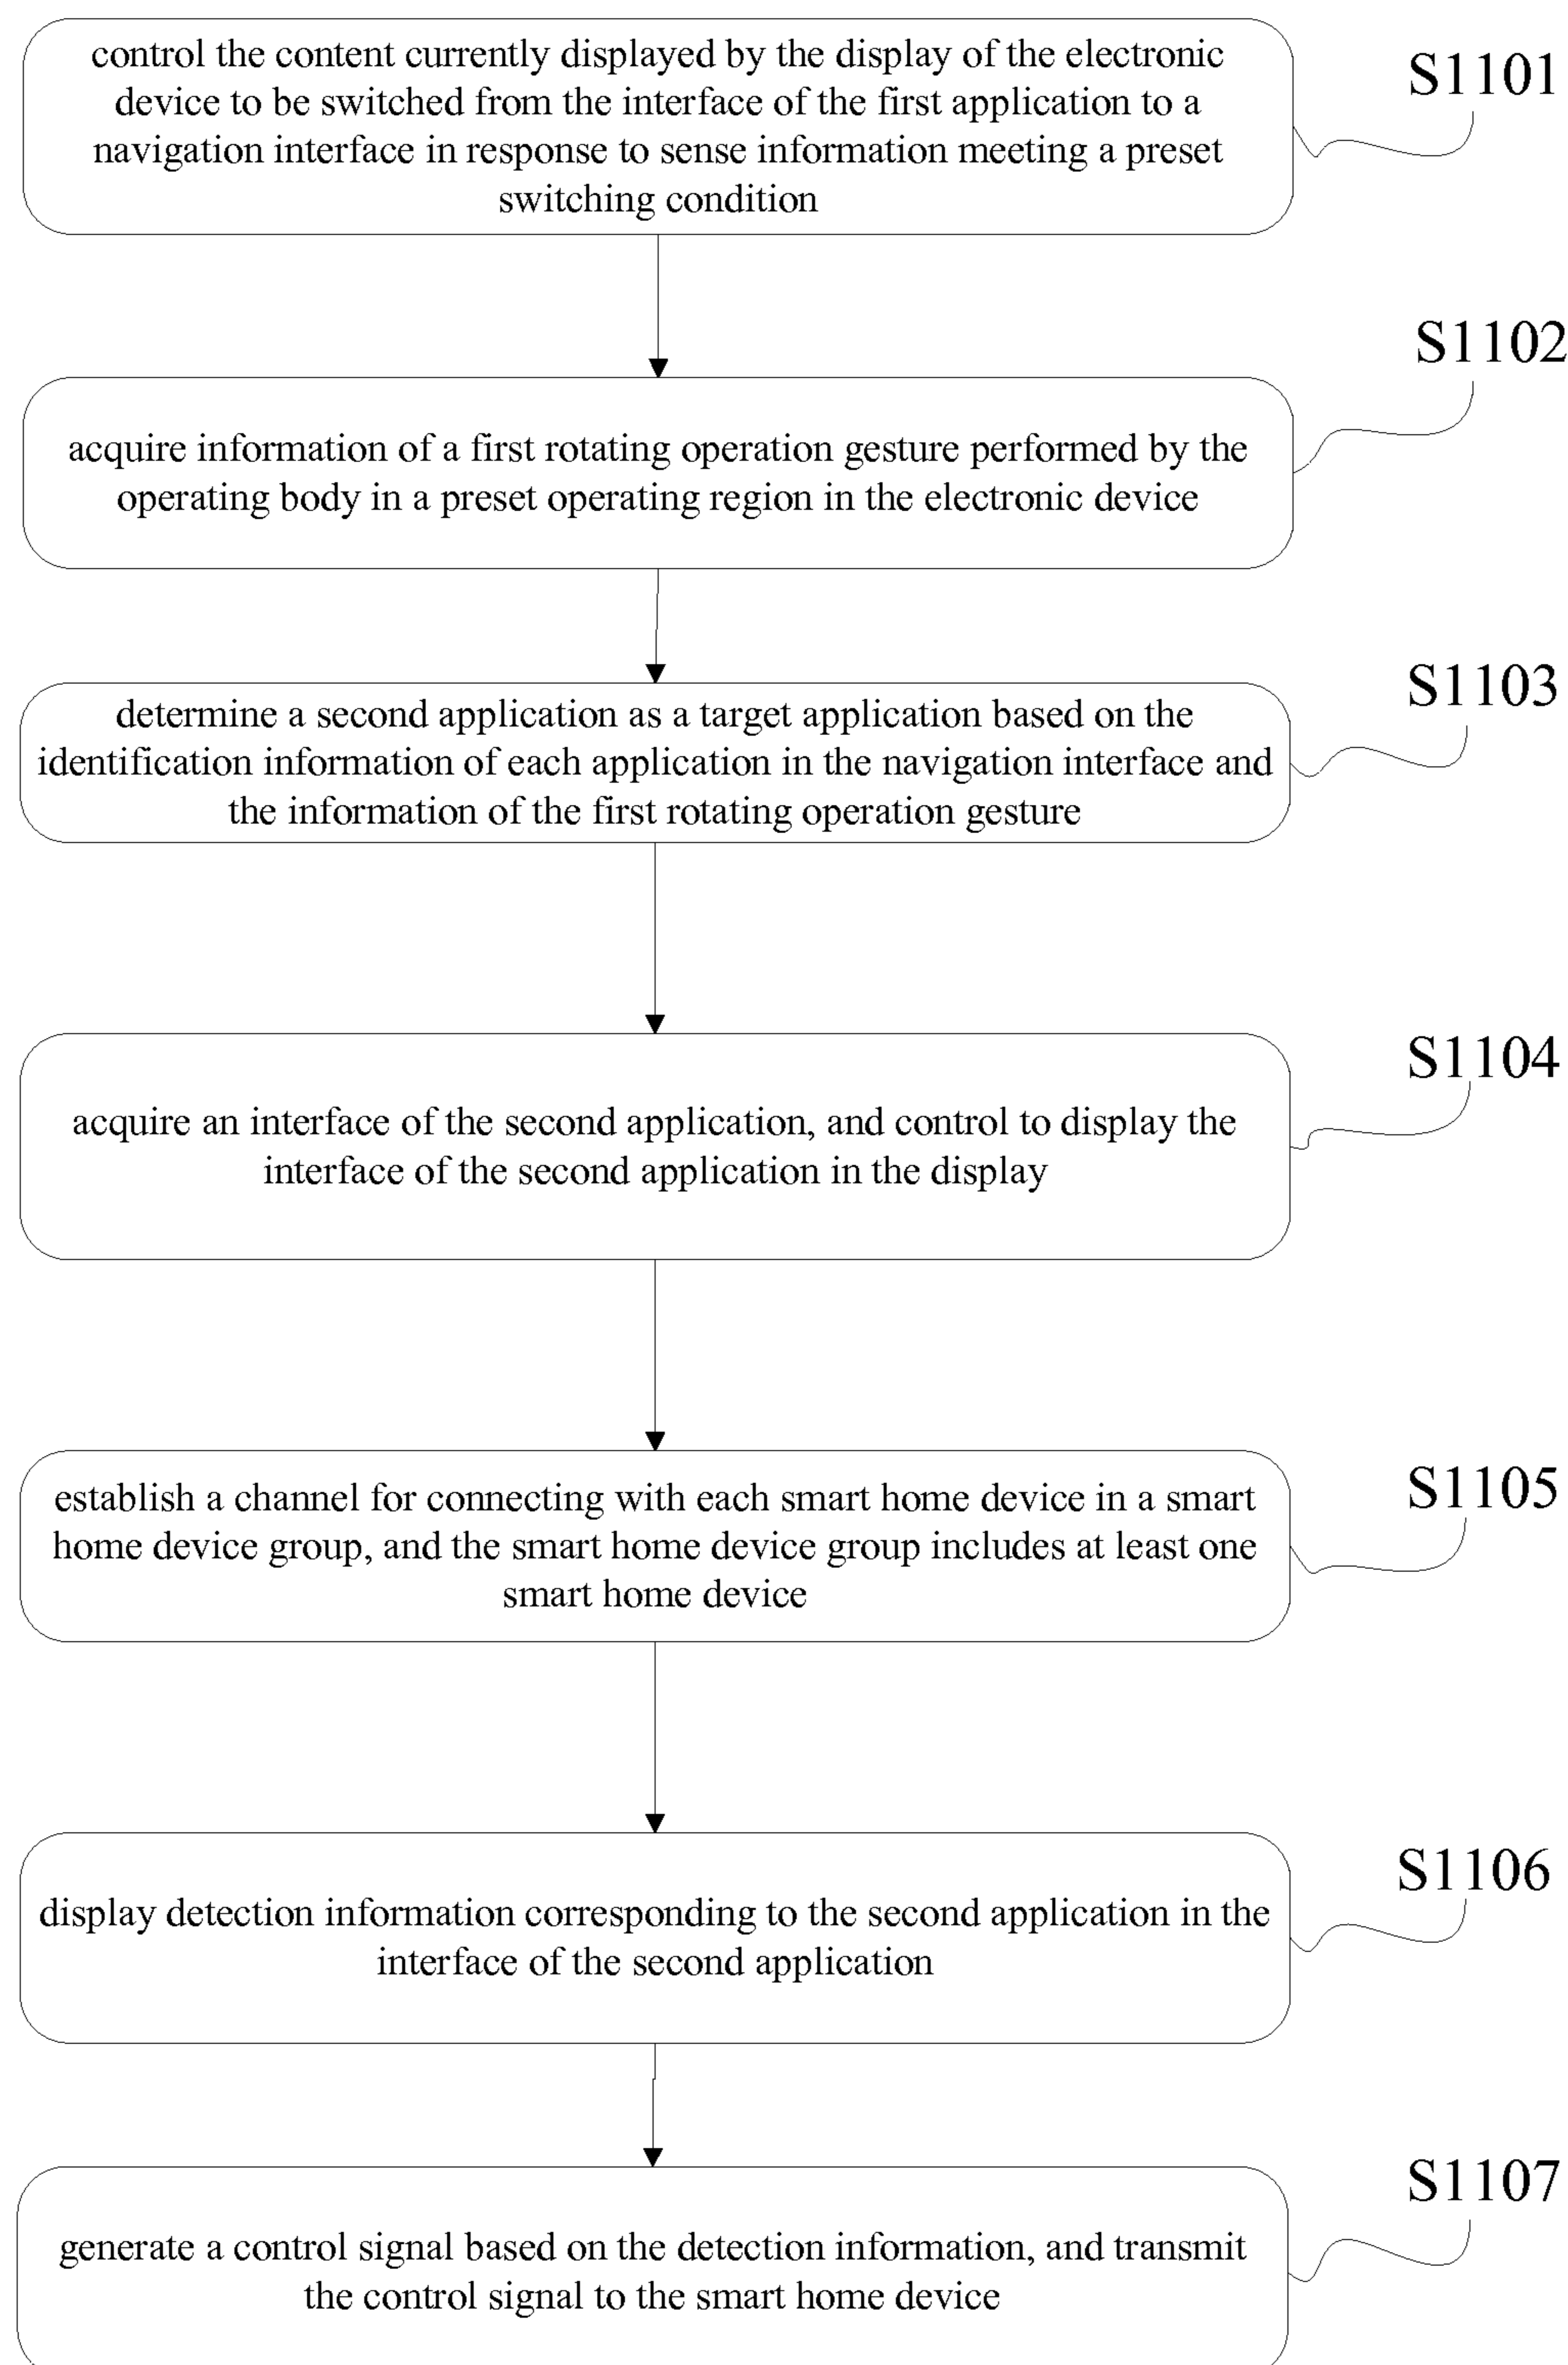 control the content currently displayed by the display of the electronic
device to be switched from the interface of the first application to a
navigation interface in response to sense information meeting a preset
switching condition
S1101
acquire information of a first rotating operation gesture performed by the
operating body in a preset operating region in the electronic device
S1102
determine a second application as a target application based on the
identification information of each application in the navigation interface and
the information of the first rotating operation gesture
S1103
acquire an interface of the second application, and control to display the
interface of the second application in the display
S1104
establish a channel for connecting with each smart home device in a smart
home device group, and the smart home device group includes at least one
smart home device
S1105
display detection information corresponding to the second application in the
interface of the second application
S1106
generate a control signal based on the detection information, and transmit
the control signal to the smart home device
S1107